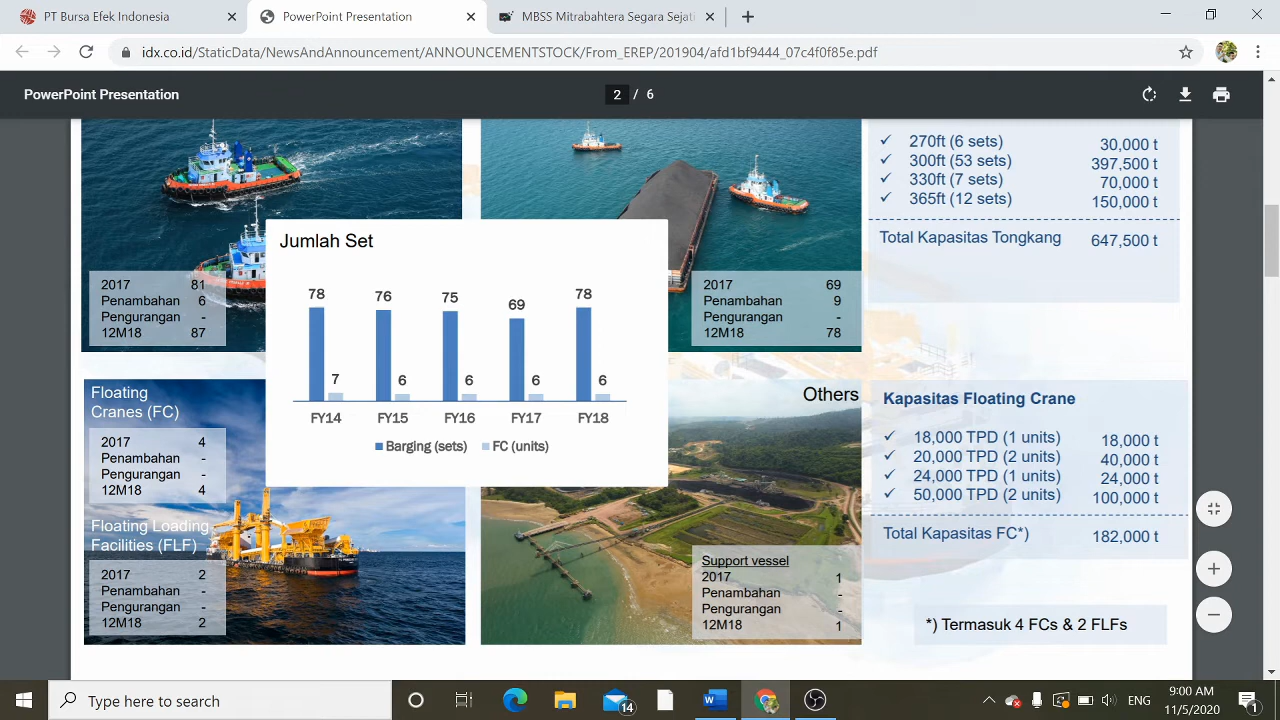 PT Bursa Efek Indonesia
PowerPoint Presentation
MBSS Mitrabahtera Segara Sejati
idx.co.id/StaticData/NewsAndAnnouncement/ANNOUNCEMENTSTOCK/From_EREP/201904/afd1bf9444_07c4f0f85e.pdf
PowerPoint Presentation
2 / 6
2017 81
Penambahan 6
Pengurangan -
12M18 87
Jumlah Set
78 76 75 69 78
7 6 6 6 6
FY14 FY15 FY16 FY17 FY18
Barging (sets) FC (units)
2017 69
Penambahan 9
Pengurangan -
12M18 78
270ft (6 sets) 30,000 t
300ft (53 sets) 397,500 t
330ft (7 sets) 70,000 t
365ft (12 sets) 150,000 t
Total Kapasitas Tongkang 647,500 t
Floating
Cranes (FC)
2017 4
Penambahan -
Pengurangan -
12M18 4
Floating Loading
Facilities (FLF)
2017 2
Penambahan -
Pengurangan -
12M18 2
Others
Support vessel
2017 1
Penambahan -
Pengurangan -
12M18 1
Kapasitas Floating Crane
18,000 TPD (1 units) 18,000 t
20,000 TPD (2 units) 40,000 t
24,000 TPD (1 units) 24,000 t
50,000 TPD (2 units) 100,000 t
Total Kapasitas FC*) 182,000 t
*) Termasuk 4 FCs & 2 FLFs
Type here to search
14
ENG
9:00 AM
11/5/2020
1